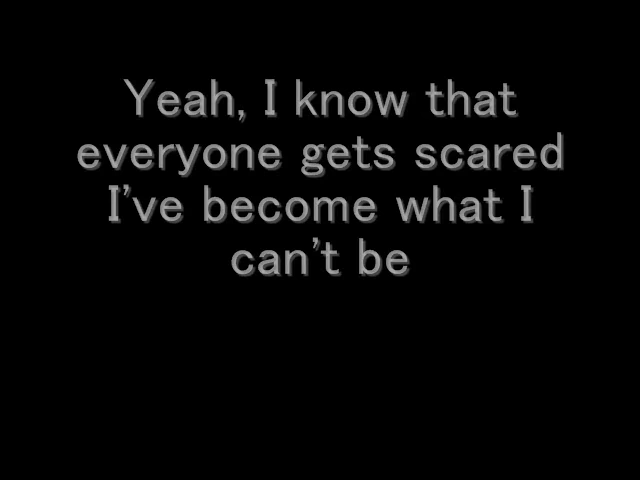 Yeah, I know that
everyone gets scared
I've become what I
can't be